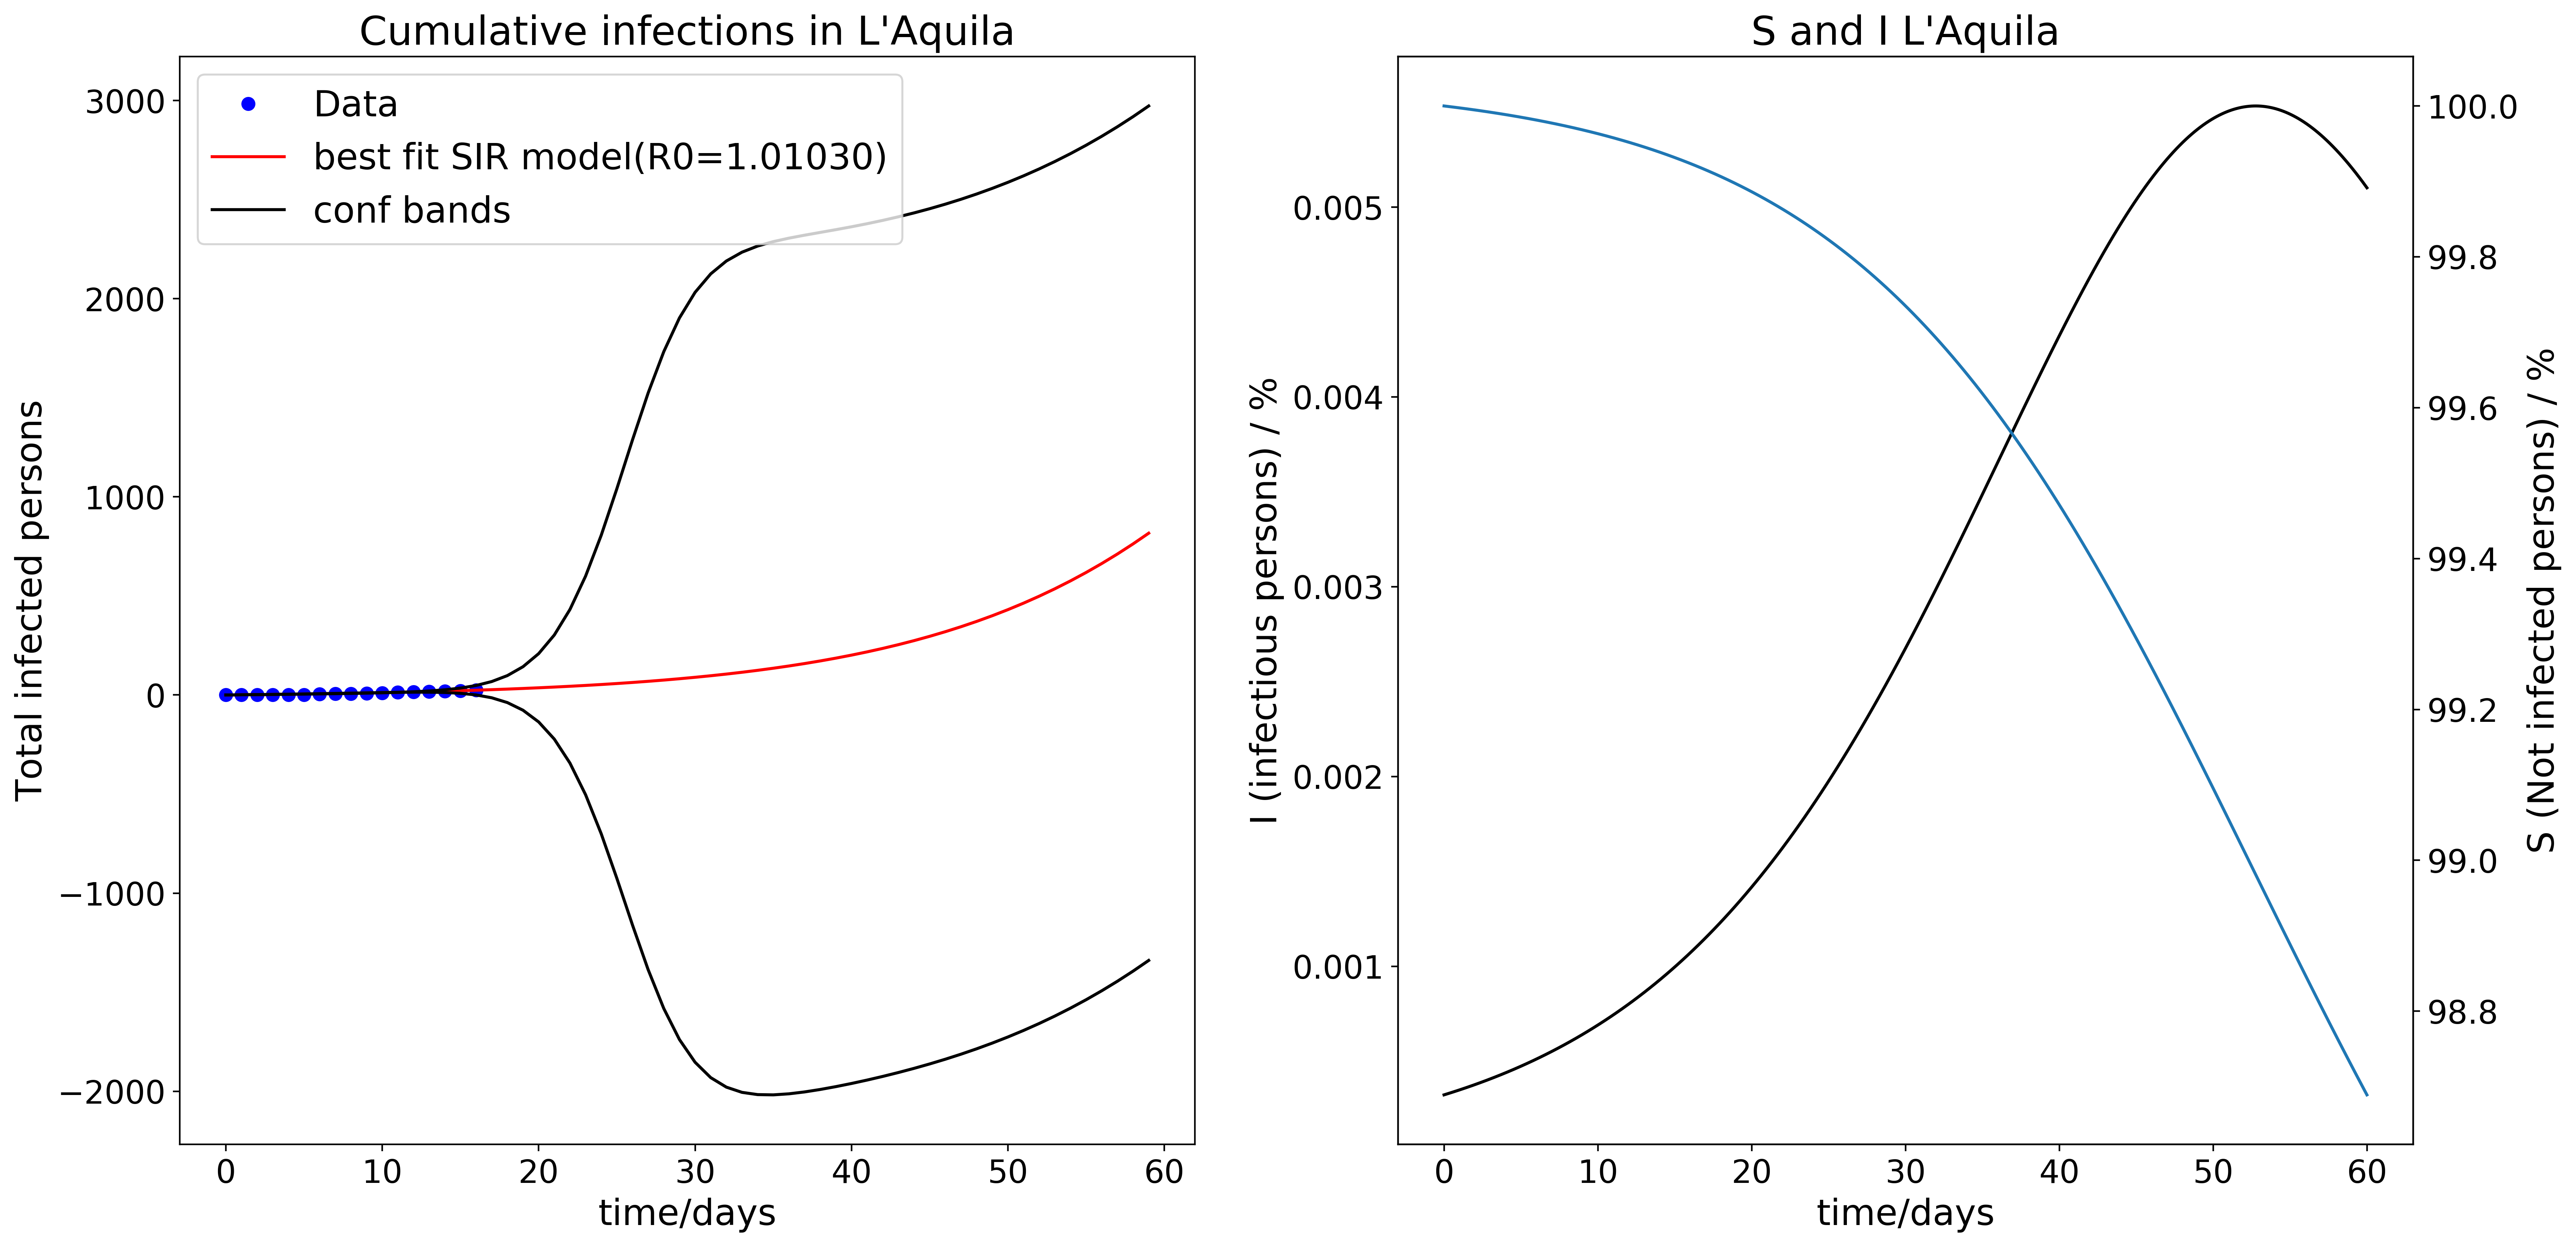 Cumulative infections in L'Aquila
Data
best fit SIR model(R0=1.01030)
conf bands
Total infected persons
3000
2000
1000
0
−1000
−2000
0 10 20 30 40 50 60
time/days
S and I L'Aquila
I (infectious persons) / %
0.005
0.004
0.003
0.002
0.001
100.0
99.8
99.6
99.4
99.2
99.0
98.8
S (Not infected persons) / %
0 10 20 30 40 50 60
time/days